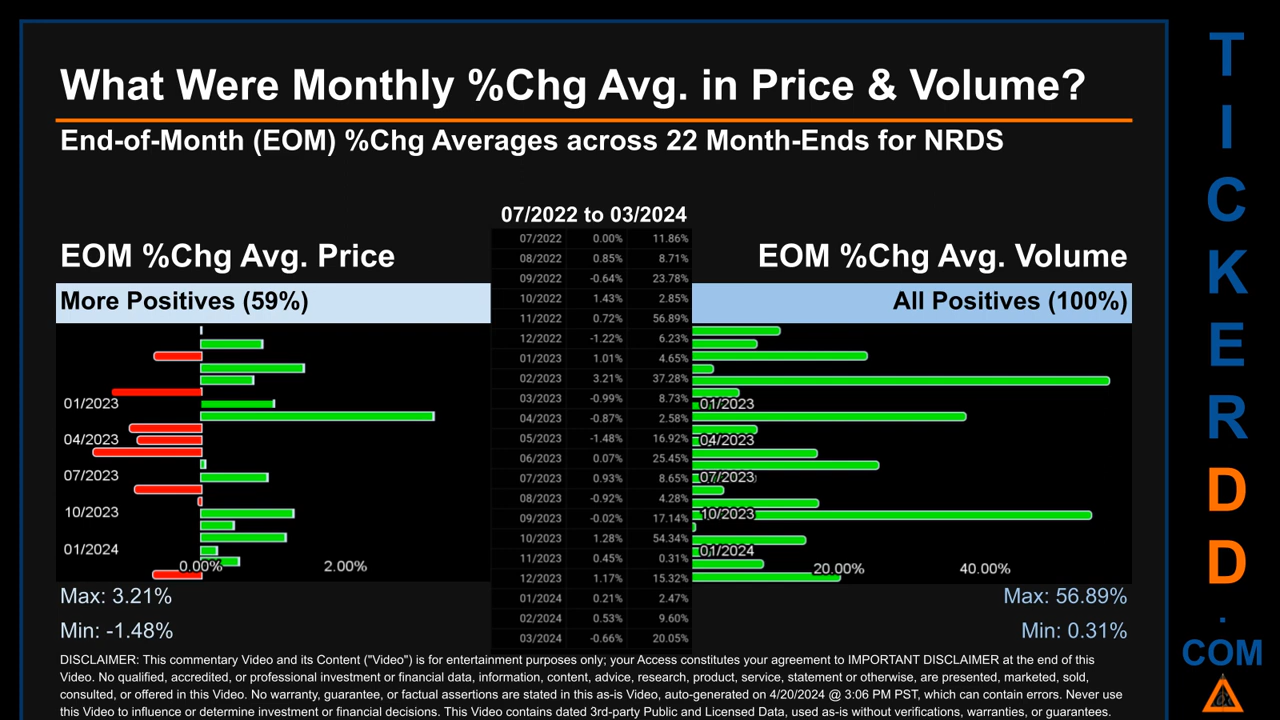 What Were Monthly %Chg Avg. in Price & Volume?
End-of-Month (EOM) %Chg Averages across 22 Month-Ends for NRDS
07/2022 to 03/2024
EOM %Chg Avg. Price
EOM %Chg Avg. Volume
More Positives (59%)
All Positives (100%)
07/2022 0.00% 11.86%
08/2022 0.85% 8.71%
09/2022 -0.64% 23.78%
10/2022 1.43% 2.85%
11/2022 0.72% 56.89%
12/2022 -1.22% 6.23%
01/2023 1.01% 4.65%
02/2023 3.21% 37.28%
03/2023 -0.99% 8.73%
04/2023 -0.87% 2.58%
05/2023 -1.48% 16.92%
06/2023 0.07% 25.45%
07/2023 0.93% 8.65%
08/2023 -0.92% 4.28%
09/2023 -0.02% 17.14%
10/2023 1.28% 54.34%
11/2023 0.45% 0.31%
12/2023 1.17% 15.32%
01/2024 0.21% 2.47%
02/2024 0.53% 9.60%
03/2024 -0.66% 20.05%
01/2023
04/2023
07/2023
10/2023
01/2024
0.00% 2.00%
01/2023
04/2023
07/2023
10/2023
01/2024
20.00% 40.00%
Max: 3.21%
Min: -1.48%
Max: 56.89%
Min: 0.31%
DISCLAIMER: This commentary Video and its Content ("Video") is for entertainment purposes only; your Access constitutes your agreement to IMPORTANT DISCLAIMER at the end of this
Video. No qualified, accredited, or professional investment or financial data, information, content, advice, research, product, service, statement or otherwise, are presented, marketed, sold,
consulted, or offered in this Video. No warranty, guarantee, or factual assertions are stated in this as-is Video, auto-generated on 4/20/2024 @ 3:06 PM PST, which can contain errors. Never use
this Video to influence or determine investment or financial decisions. This Video contains dated 3rd-party Public and Licensed Data, used as-is without verifications, warranties, or guarantees.
T
I
C
K
E
R
D
D
.
COM